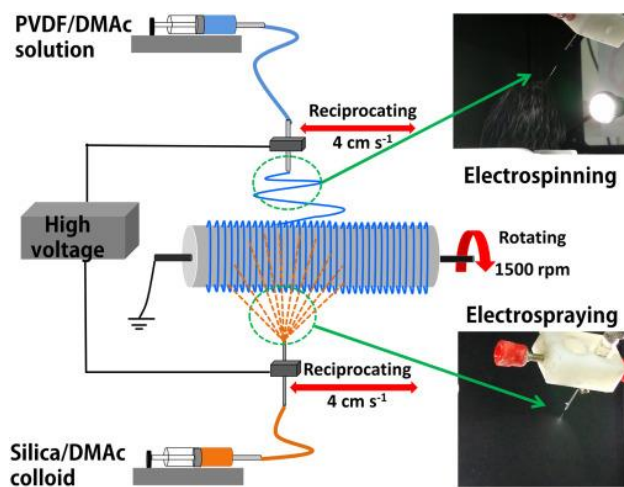 PVDF/DMAc
solution
Reciprocating
4 cm s⁻¹
Electrospinning
High
voltage
Rotating
1500 rpm
Electrospraying
Reciprocating
4 cm s⁻¹
Silica/DMAc
colloid